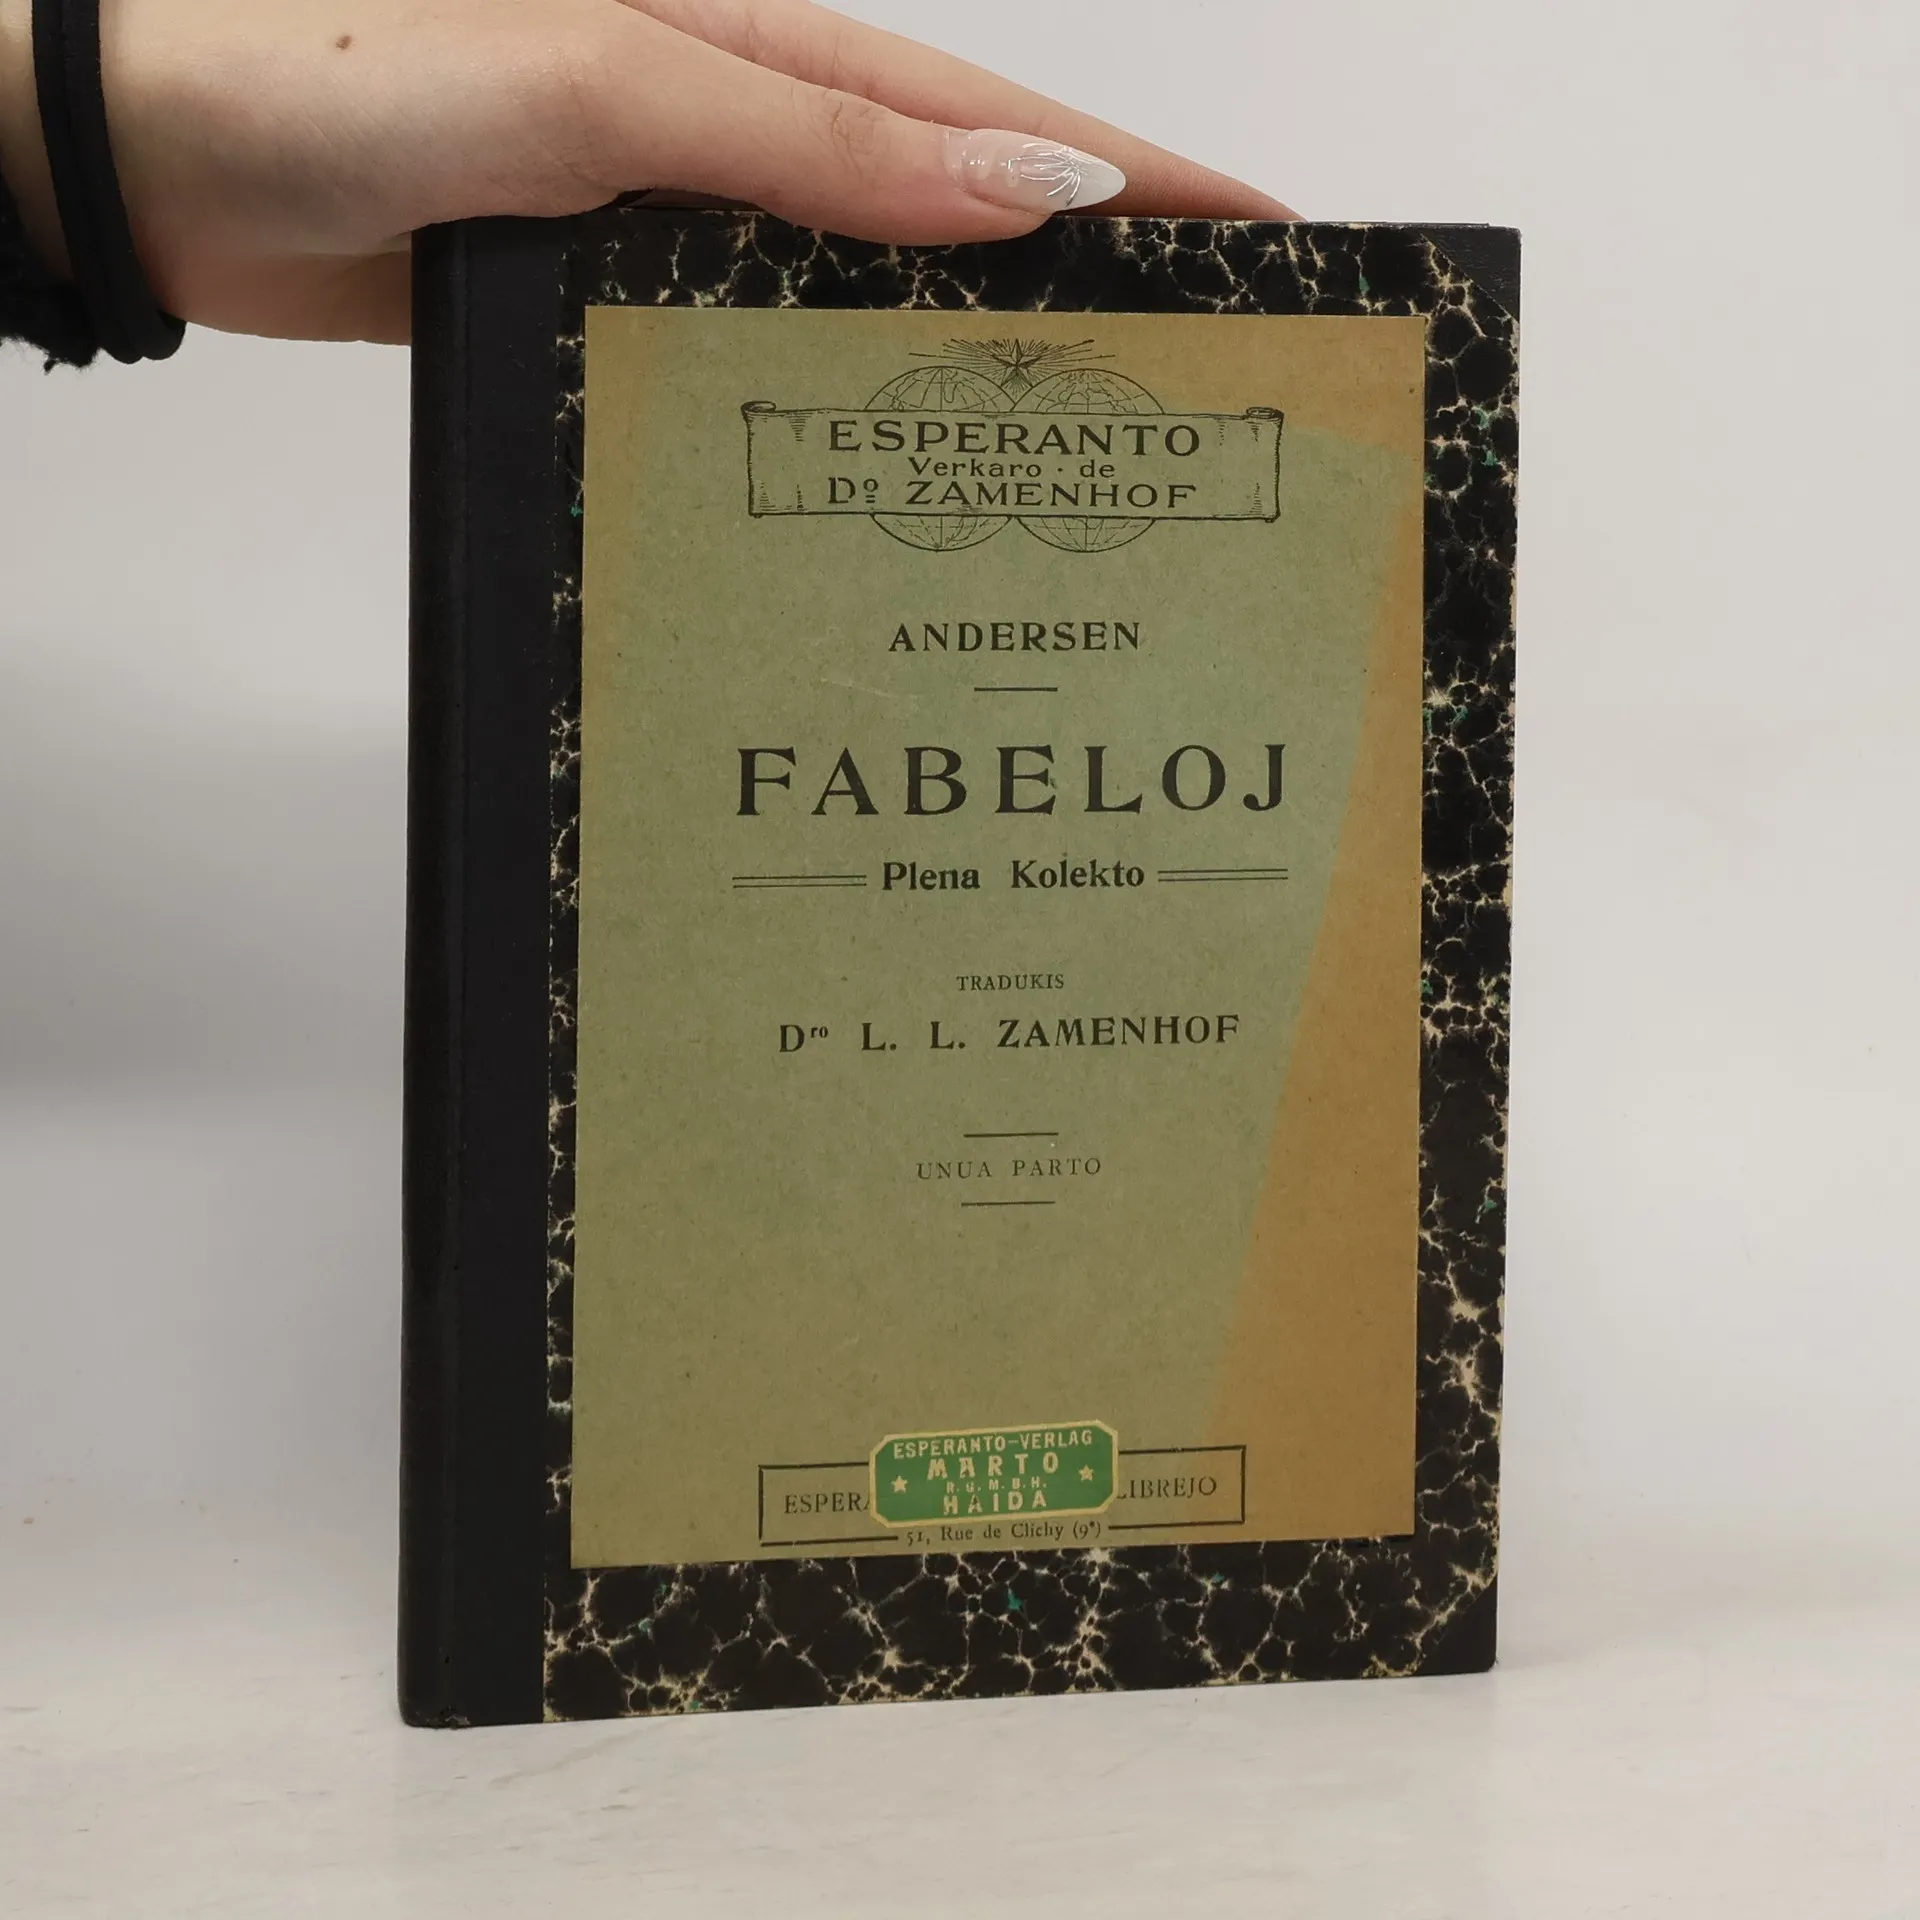 ESPERANTO
Verkaro · de
Dº ZAMENHOF
ANDERSEN
FABELOJ
Plena Kolekto
TRADUKIS
Dro L. L. ZAMENHOF
UNUA PARTO
ESPERANTO-VERLAG
MARTO
HAIDA
LIBREJO
51, Rue de Clichy (9e)